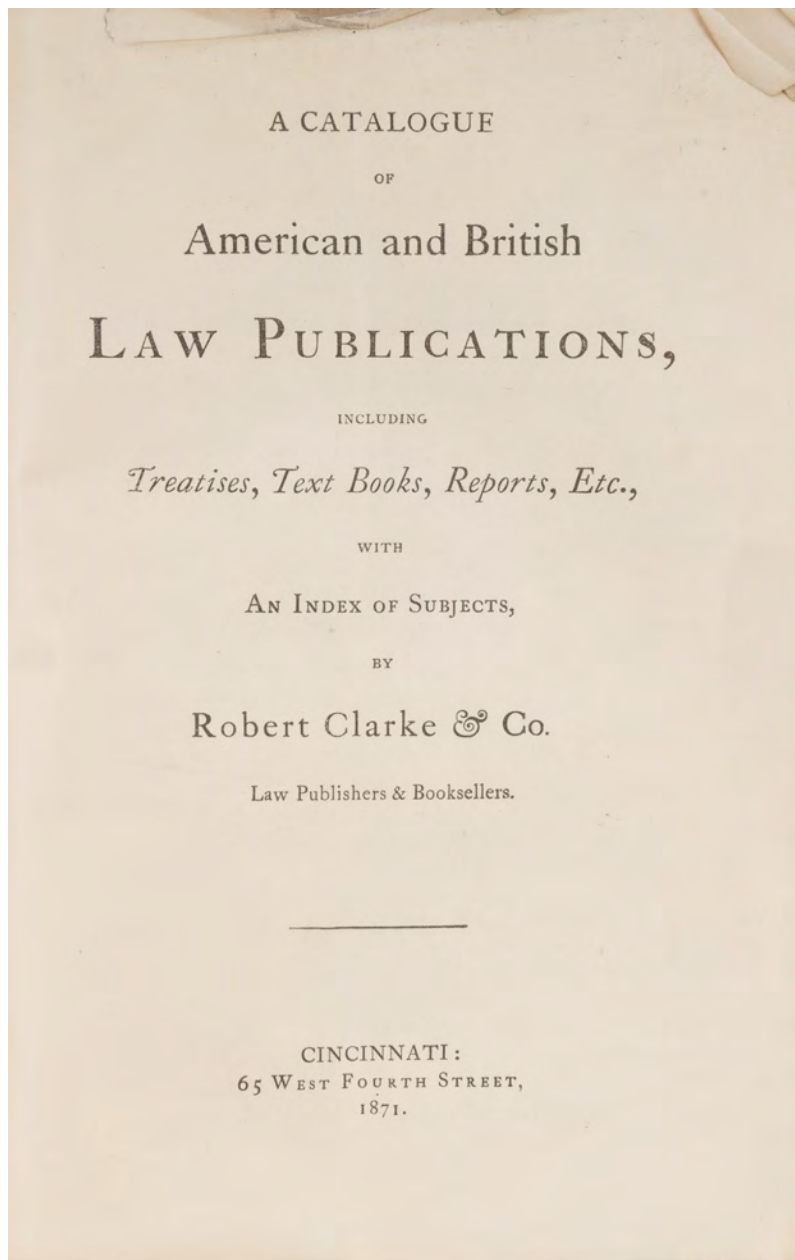 A CATALOGUE
OF
American and British
LAW PUBLICATIONS,
INCLUDING
Treatises, Text Books, Reports, Etc.,
WITH
AN INDEX OF SUBJECTS,
BY
Robert Clarke & Co.
Law Publishers & Booksellers.
CINCINNATI:
65 WEST FOURTH STREET,
1871.